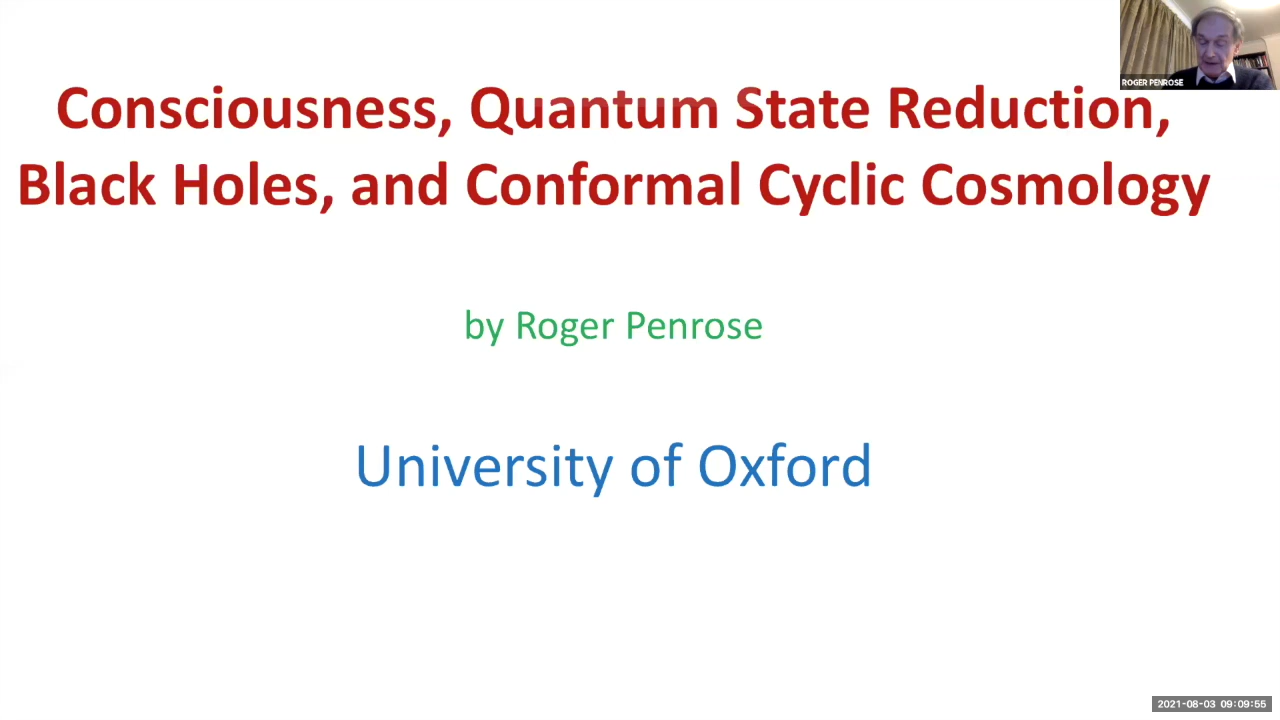 ROGER PENROSE
Consciousness, Quantum State Reduction,
Black Holes, and Conformal Cyclic Cosmology
by Roger Penrose
University of Oxford
2021-08-03 09:09:55